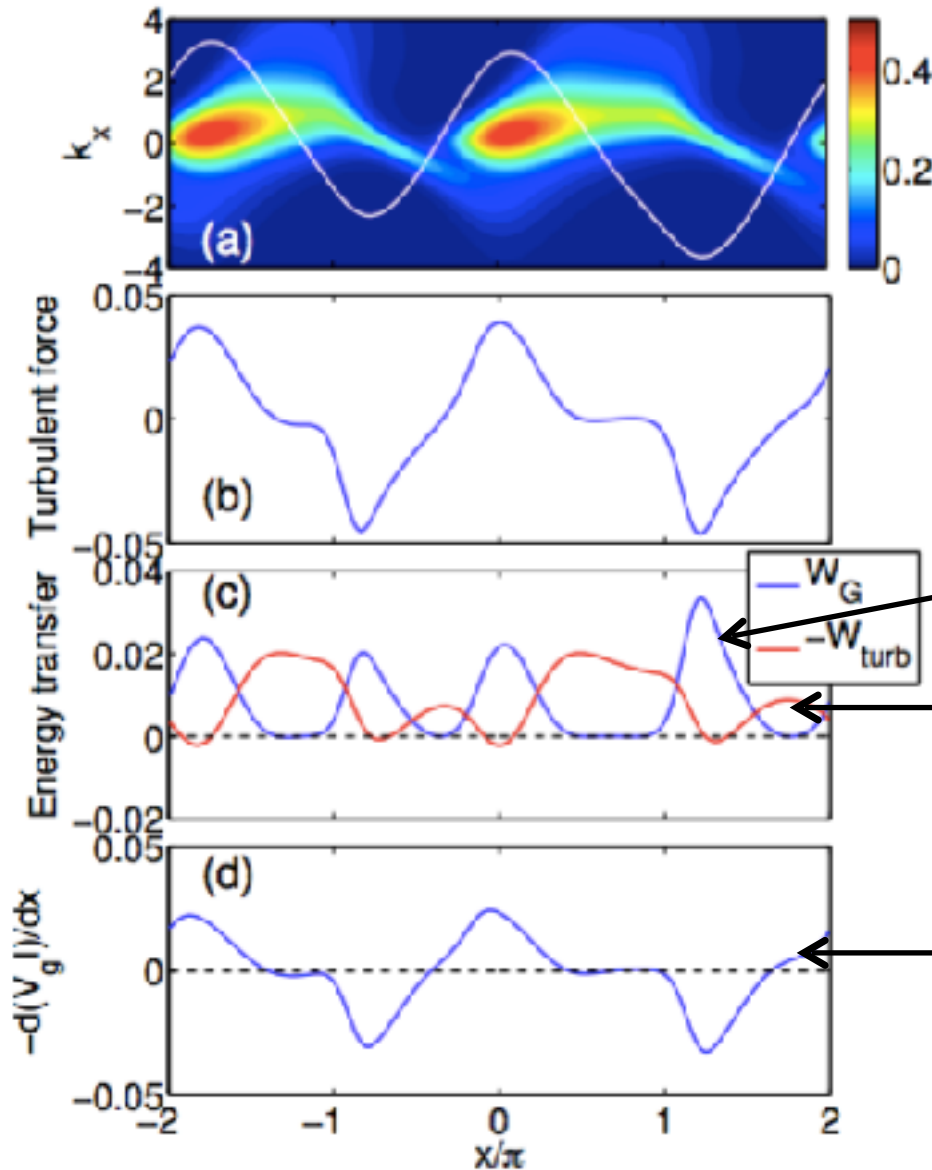 4
2
0
-2
-4
k_x
(a)
0.4
0.2
0
0.05
0
-0.05
Turbulent force
(b)
0.04
0.02
0
-0.02
Energy transfer
(c)
W_G
-W_turb
0.05
0
-0.05
-d(V_g I)/dx
(d)
-2
-1
0
1
2
x/π